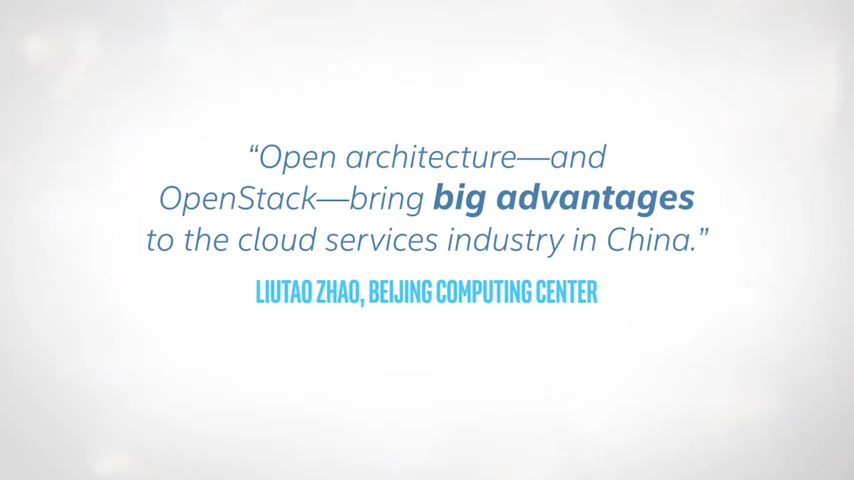 “Open architecture—and
OpenStack—bring big advantages
to the cloud services industry in China.”
LIUTAO ZHAO, BEIJING COMPUTING CENTER